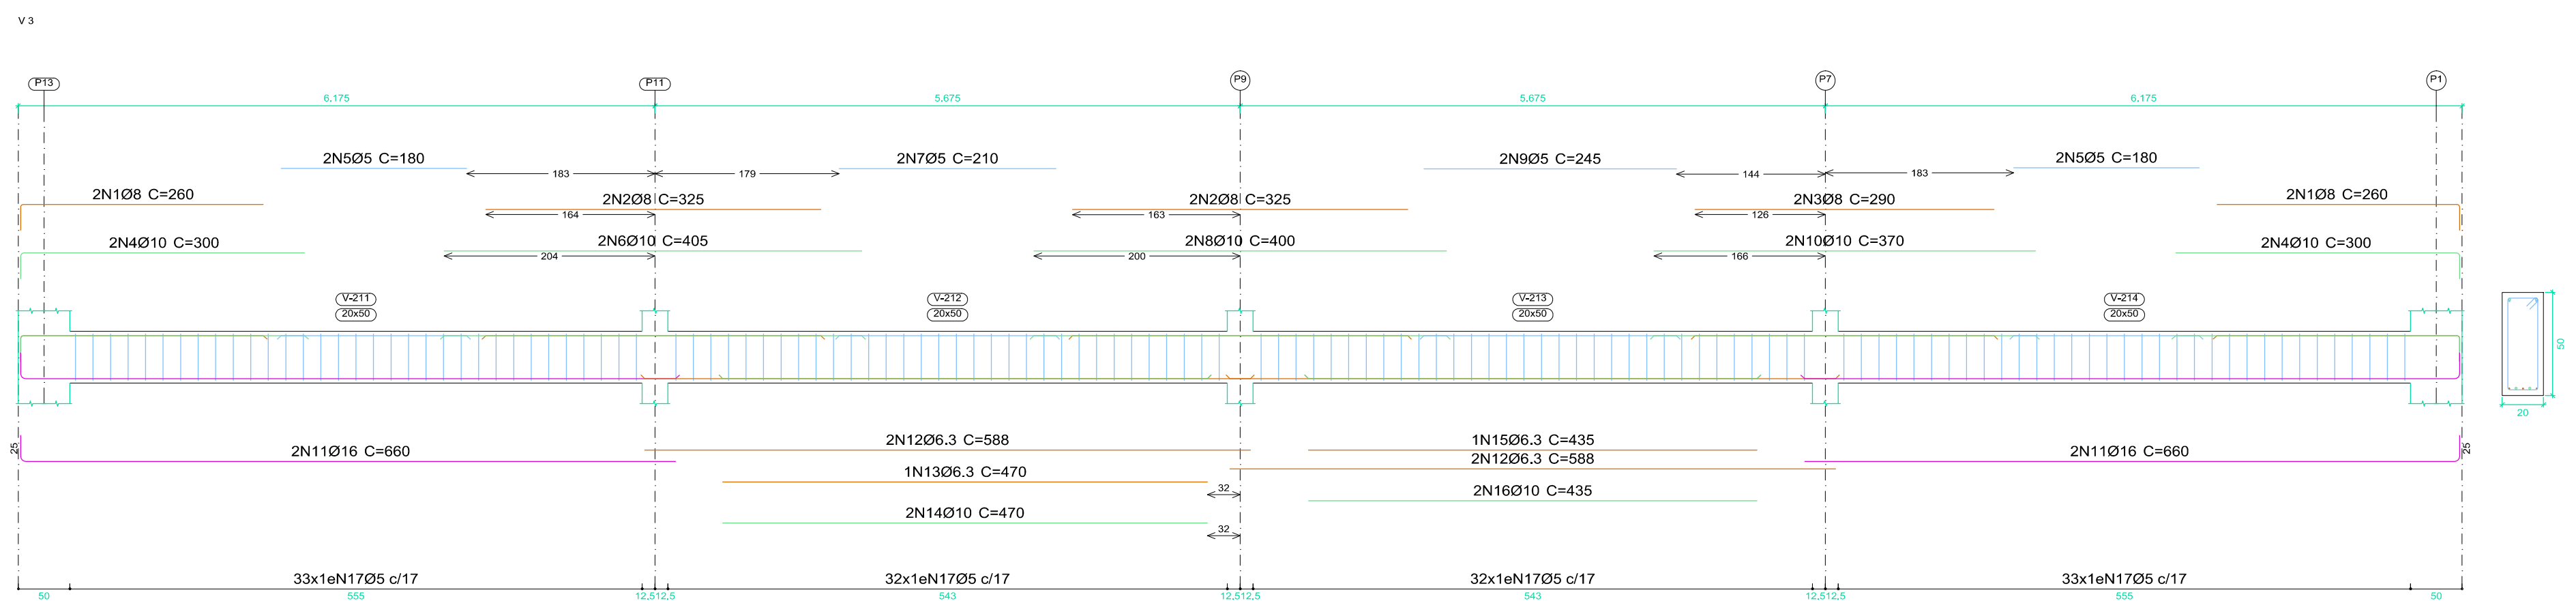 V 3
P13 P11 P9 P7 P1
6.175 5.675 5.675 6.175
2N5Ø5 C=180 2N7Ø5 C=210 2N9Ø5 C=245 2N5Ø5 C=180
183 179 144 183
2N1Ø8 C=260 2N2Ø8 C=325 2N2Ø8 C=325 2N3Ø8 C=290 2N1Ø8 C=260
164 163 126
2N4Ø10 C=300 2N6Ø10 C=405 2N8Ø10 C=400 2N10Ø10 C=370 2N4Ø10 C=300
204 200 166
V-211 V-212 V-213 V-214
20x50 20x50 20x50 20x50
50
20
25 2N11Ø16 C=660 2N12Ø6.3 C=588 1N15Ø6.3 C=435 2N11Ø16 C=660 25
2N12Ø6.3 C=588
1N13Ø6.3 C=470
32 2N16Ø10 C=435
2N14Ø10 C=470
32
33x1eN17Ø5 c/17 32x1eN17Ø5 c/17 32x1eN17Ø5 c/17 33x1eN17Ø5 c/17
50 555 12.512.5 543 12.512.5 543 12.512.5 555 50